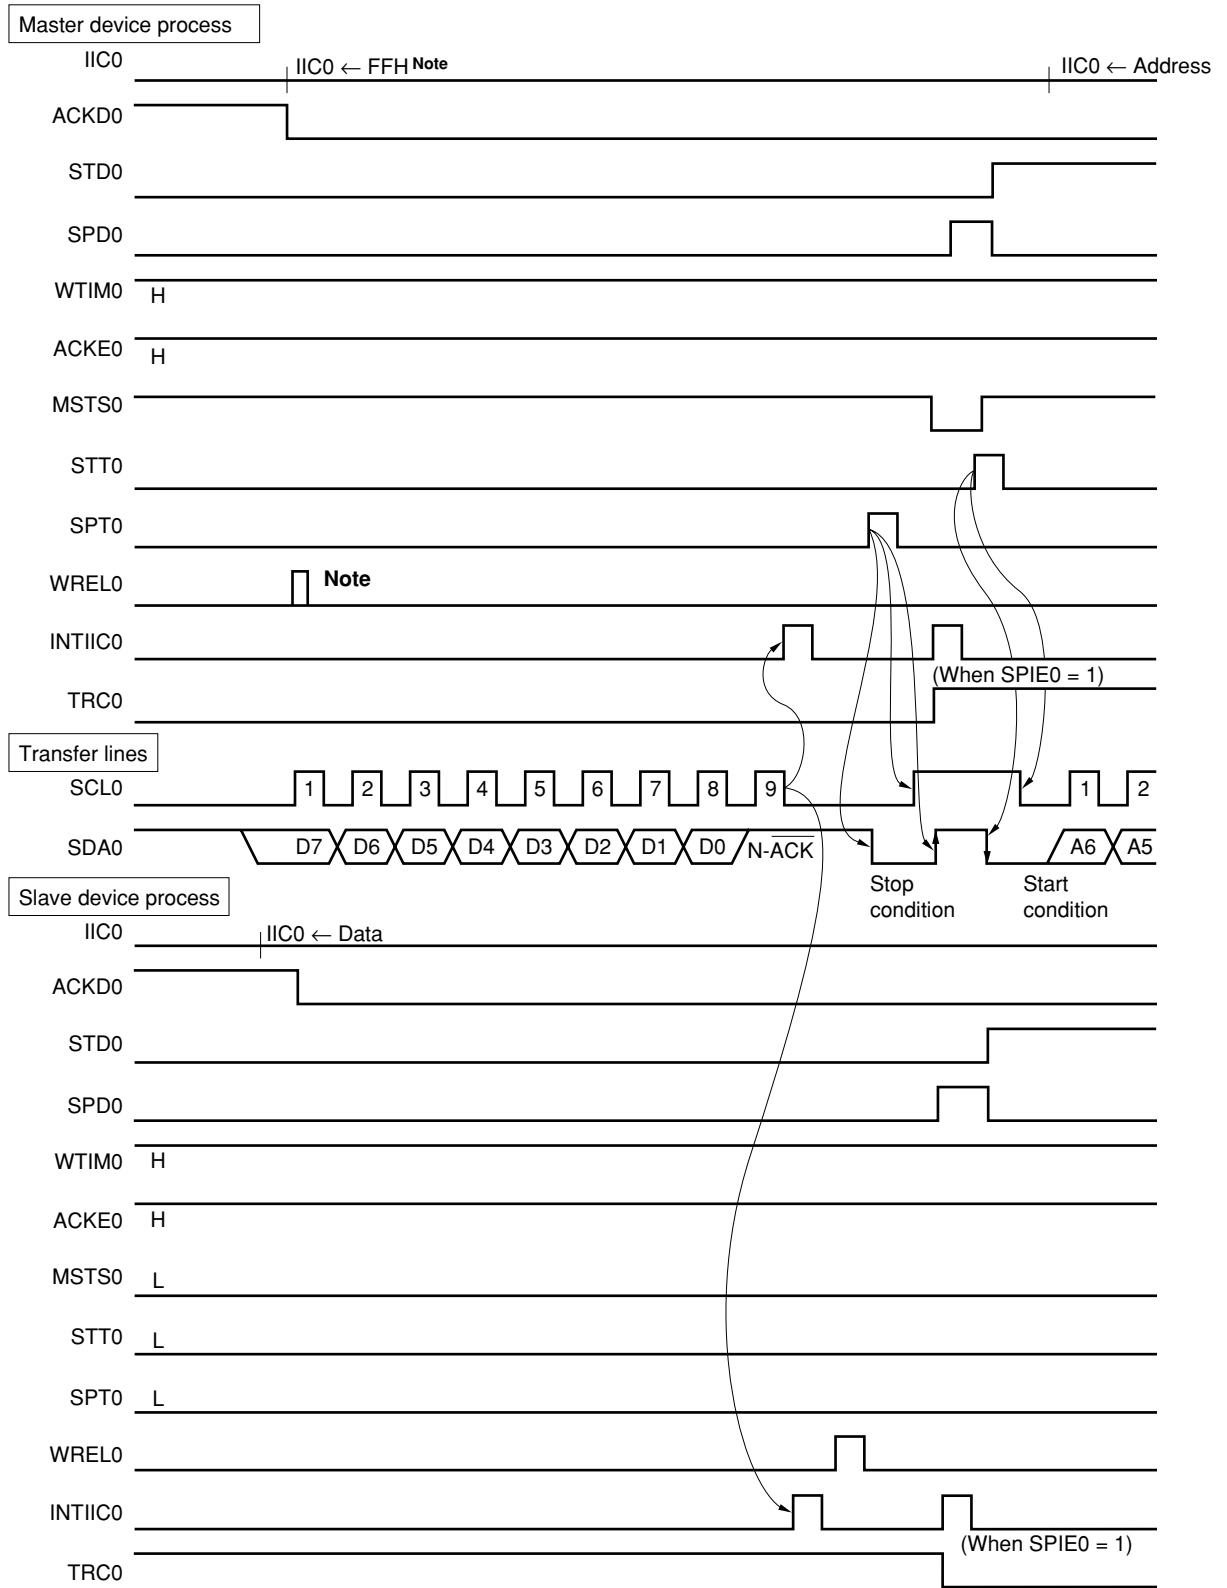 Master device process
IIC0
IIC0 ← FFH Note
IIC0 ← Address
ACKD0
STD0
SPD0
WTIM0
H
ACKE0
H
MSTS0
STT0
SPT0
WREL0
Note
INTIIC0
(When SPIE0 = 1)
TRC0
Transfer lines
SCL0
1 2 3 4 5 6 7 8 9 1 2
SDA0
D7 D6 D5 D4 D3 D2 D1 D0 N-A̅C̅K̅ A6 A5
Stop
condition
Start
condition
Slave device process
IIC0
IIC0 ← Data
ACKD0
STD0
SPD0
WTIM0
H
ACKE0
H
MSTS0
L
STT0
L
SPT0
L
WREL0
INTIIC0
(When SPIE0 = 1)
TRC0